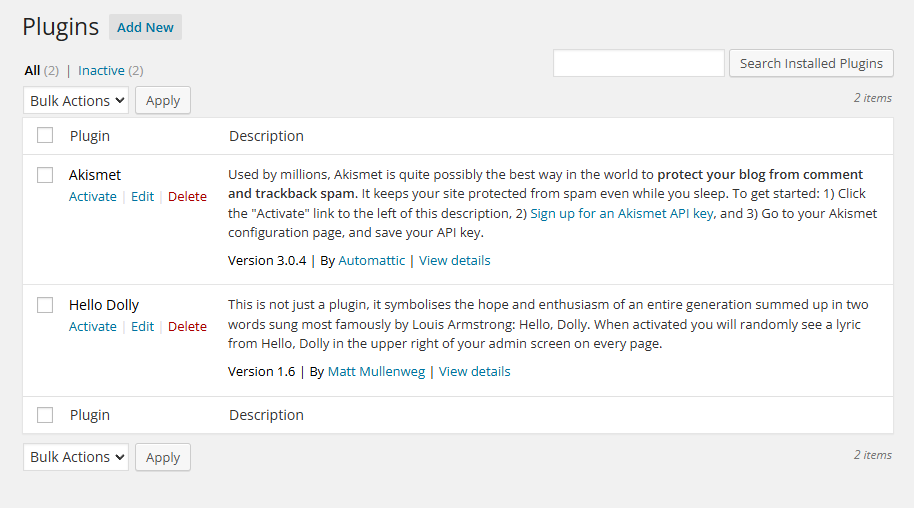 Plugins Add New
All (2) | Inactive (2)
Search Installed Plugins
Bulk Actions Apply
2 items
Plugin Description
Akismet
Activate | Edit | Delete
Used by millions, Akismet is quite possibly the best way in the world to protect your blog from comment
and trackback spam. It keeps your site protected from spam even while you sleep. To get started: 1) Click
the "Activate" link to the left of this description, 2) Sign up for an Akismet API key, and 3) Go to your Akismet
configuration page, and save your API key.
Version 3.0.4 | By Automattic | View details
Hello Dolly
Activate | Edit | Delete
This is not just a plugin, it symbolises the hope and enthusiasm of an entire generation summed up in two
words sung most famously by Louis Armstrong: Hello, Dolly. When activated you will randomly see a lyric
from Hello, Dolly in the upper right of your admin screen on every page.
Version 1.6 | By Matt Mullenweg | View details
Plugin Description
Bulk Actions Apply
2 items